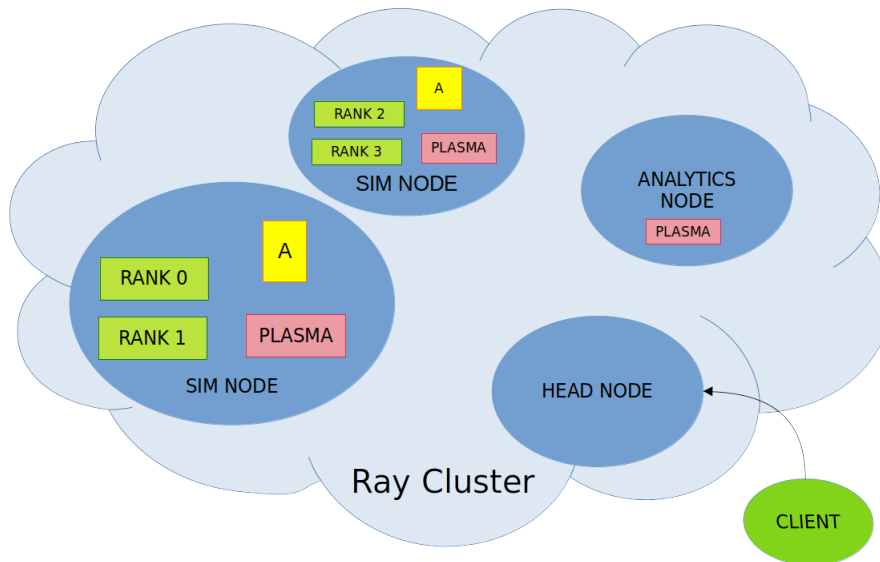 A
RANK 2
RANK 3
PLASMA
SIM NODE
ANALYTICS
NODE
PLASMA
A
RANK 0
RANK 1
PLASMA
SIM NODE
HEAD NODE
Ray Cluster
CLIENT